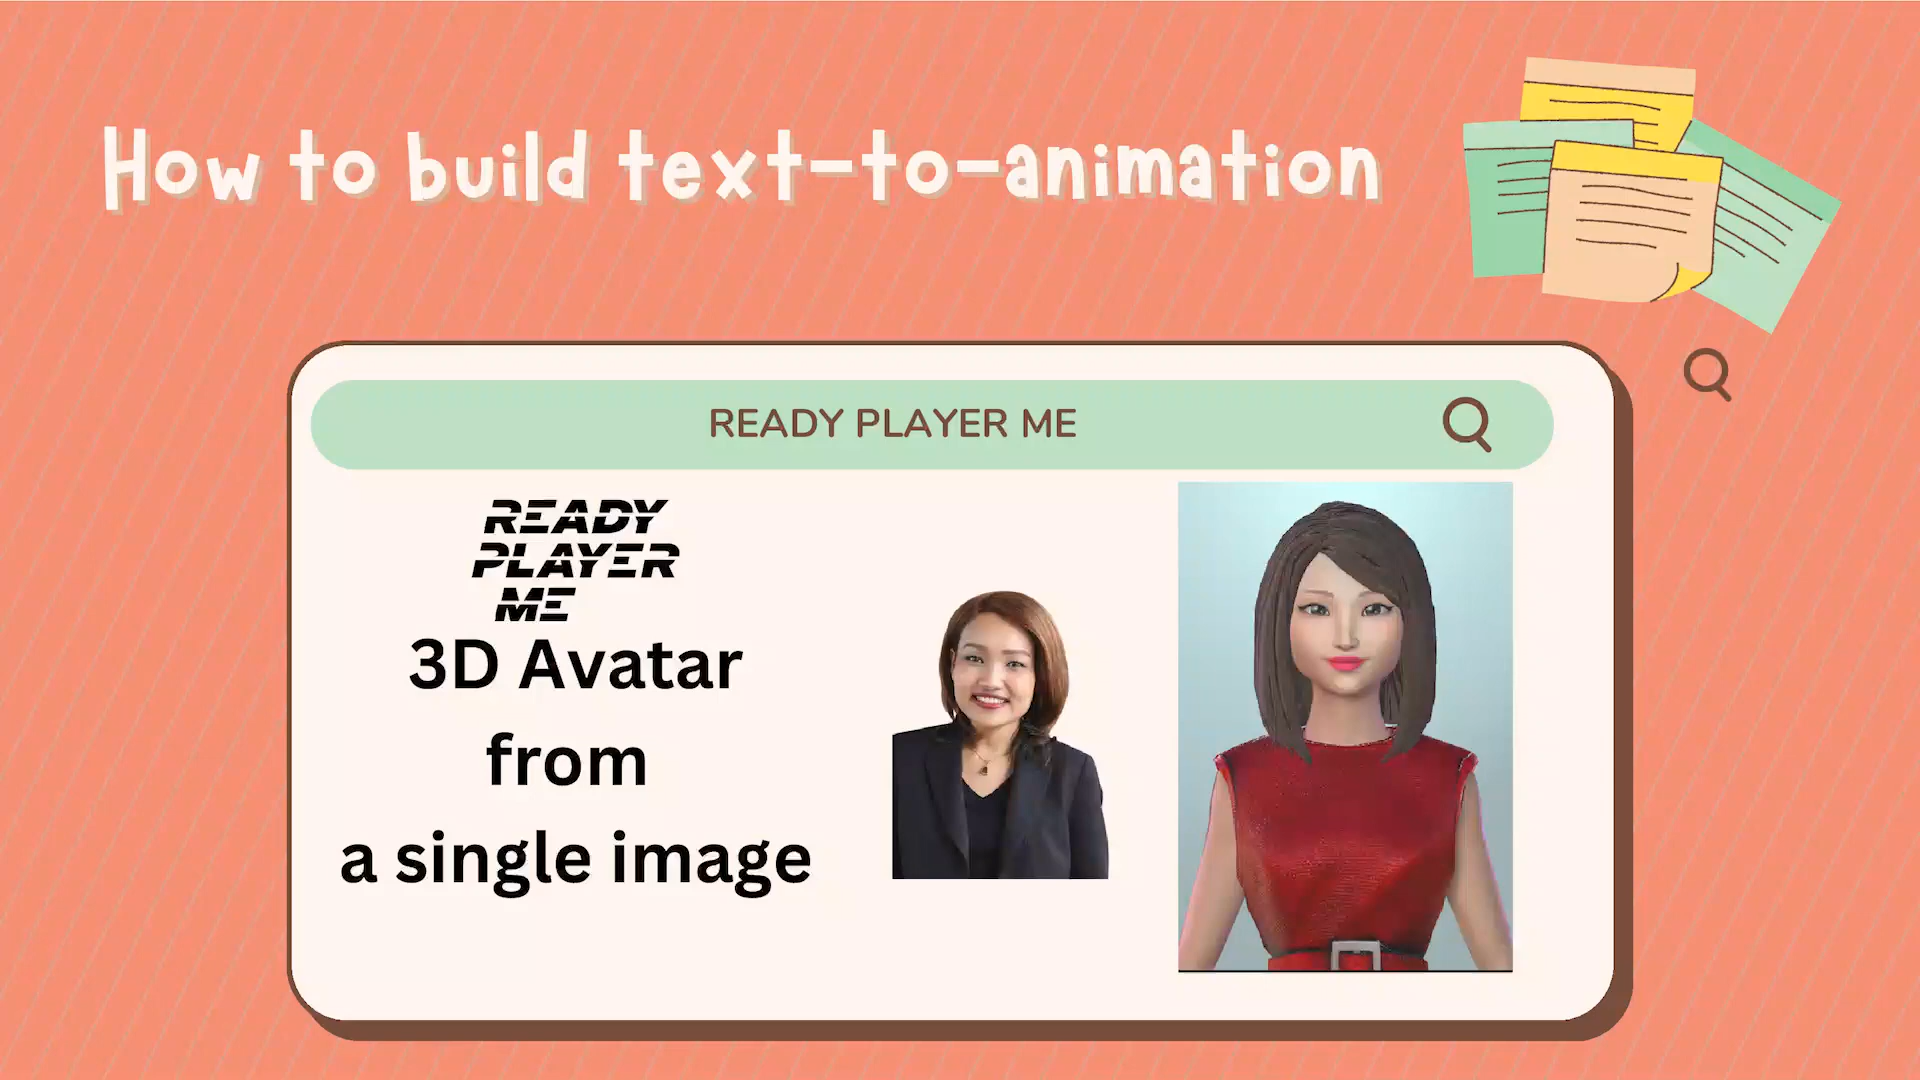 How to build text-to-animation
READY PLAYER ME
READY
PLAYER
ME
3D Avatar
from
a single image